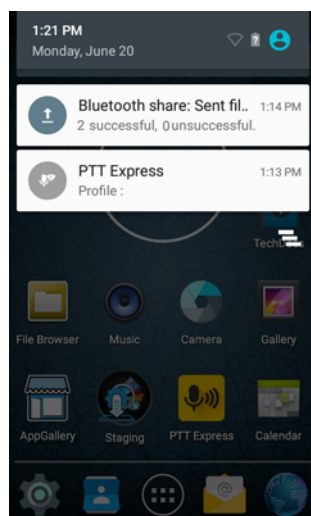 1:21 PM
Monday, June 20
Bluetooth share: Sent fil.. 1:14 PM
2 successful, 0unsuccessful.
PTT Express 1:13 PM
Profile :
File Browser Music Camera Gallery
AppGallery Staging PTT Express Calendar